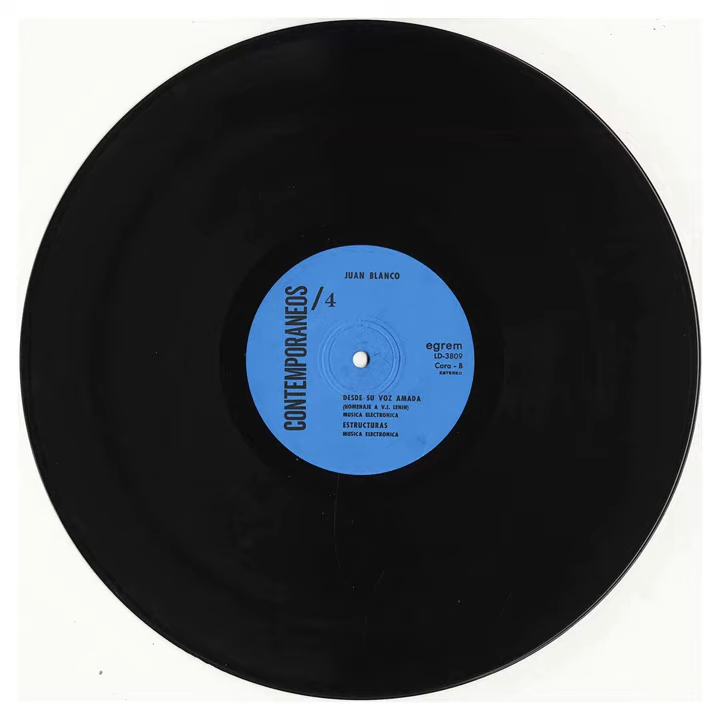 JUAN BLANCO
CONTEMPORANEOS/4
egrem
LD-3809
Cara - B
ESTEREO
DESDE SU VOZ AMADA
(HOMENAJE A V.I. LENIN)
MUSICA ELECTRONICA
ESTRUCTURAS
MUSICA ELECTRONICA